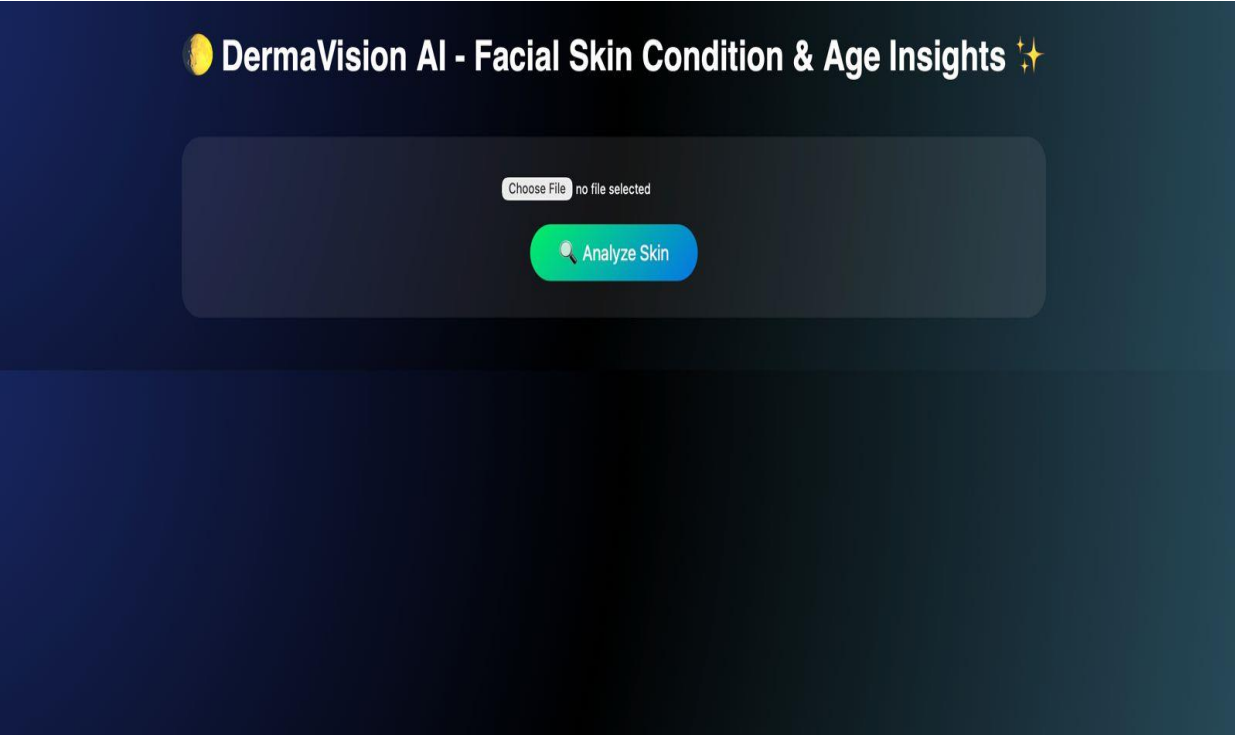 🌔 DermaVision AI - Facial Skin Condition & Age Insights ✨
Choose File no file selected
🔍 Analyze Skin